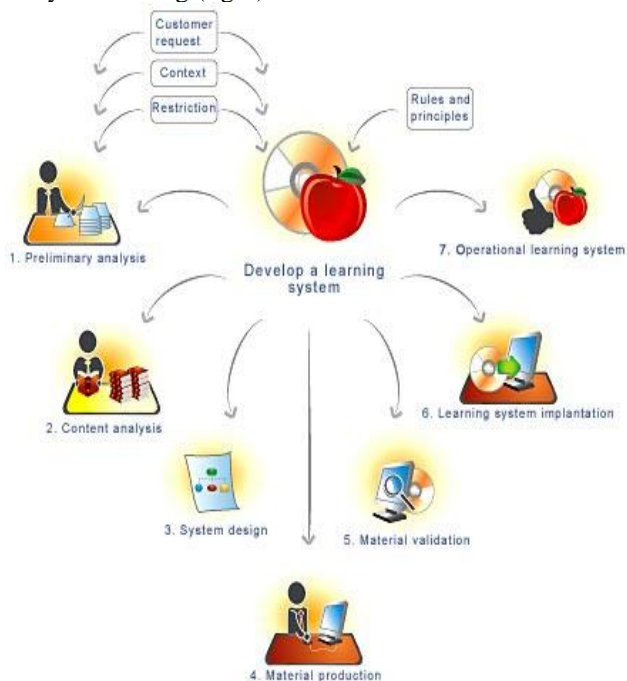 Customer
request
Context
Restriction
Rules and
principles
1. Preliminary analysis
7. Operational learning system
Develop a learning
system
2. Content analysis
6. Learning system implantation
3. System design
5. Material validation
4. Material production